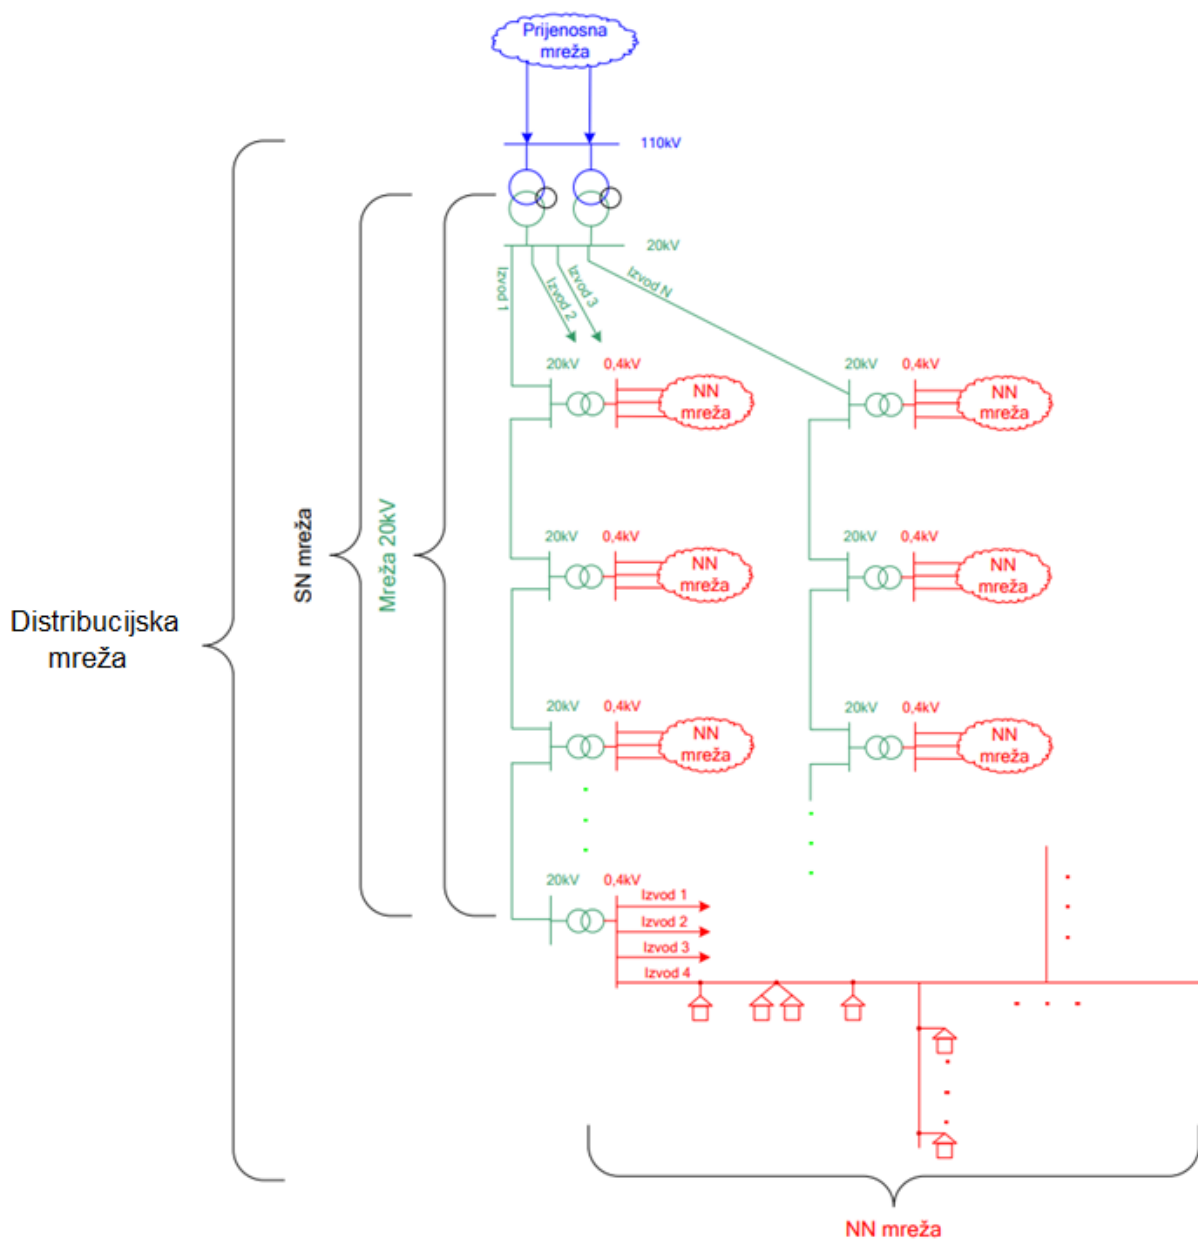 Prijenosna
mreža
110kV
20kV
Izvod 1
Izvod 2
Izvod 3
Izvod N
20kV 0,4kV
NN
mreža
20kV 0,4kV
NN
mreža
SN mreža
Mreža 20kV
20kV 0,4kV
NN
mreža
20kV 0,4kV
NN
mreža
Distribucijska
mreža
20kV 0,4kV
NN
mreža
20kV 0,4kV
NN
mreža
20kV 0,4kV
Izvod 1
Izvod 2
Izvod 3
Izvod 4
NN mreža